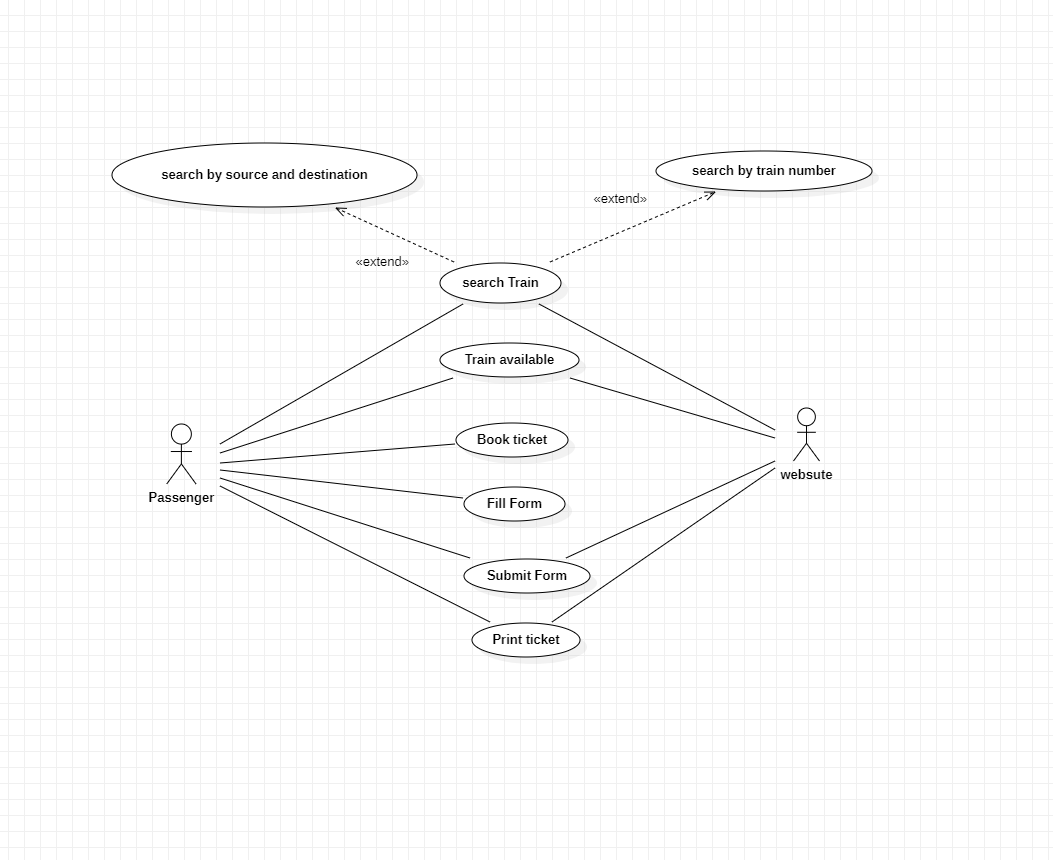 search by source and destination
search by train number
«extend»
«extend»
search Train
Train available
Book ticket
websute
Passenger
Fill Form
Submit Form
Print ticket